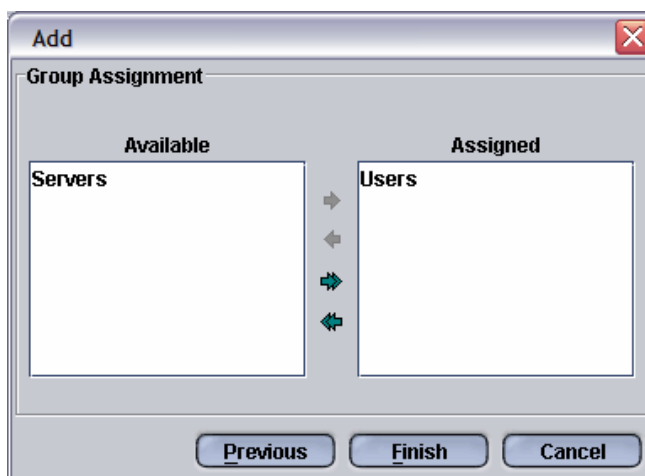 Add
Group Assignment
Available Assigned
Servers Users
Previous Finish Cancel